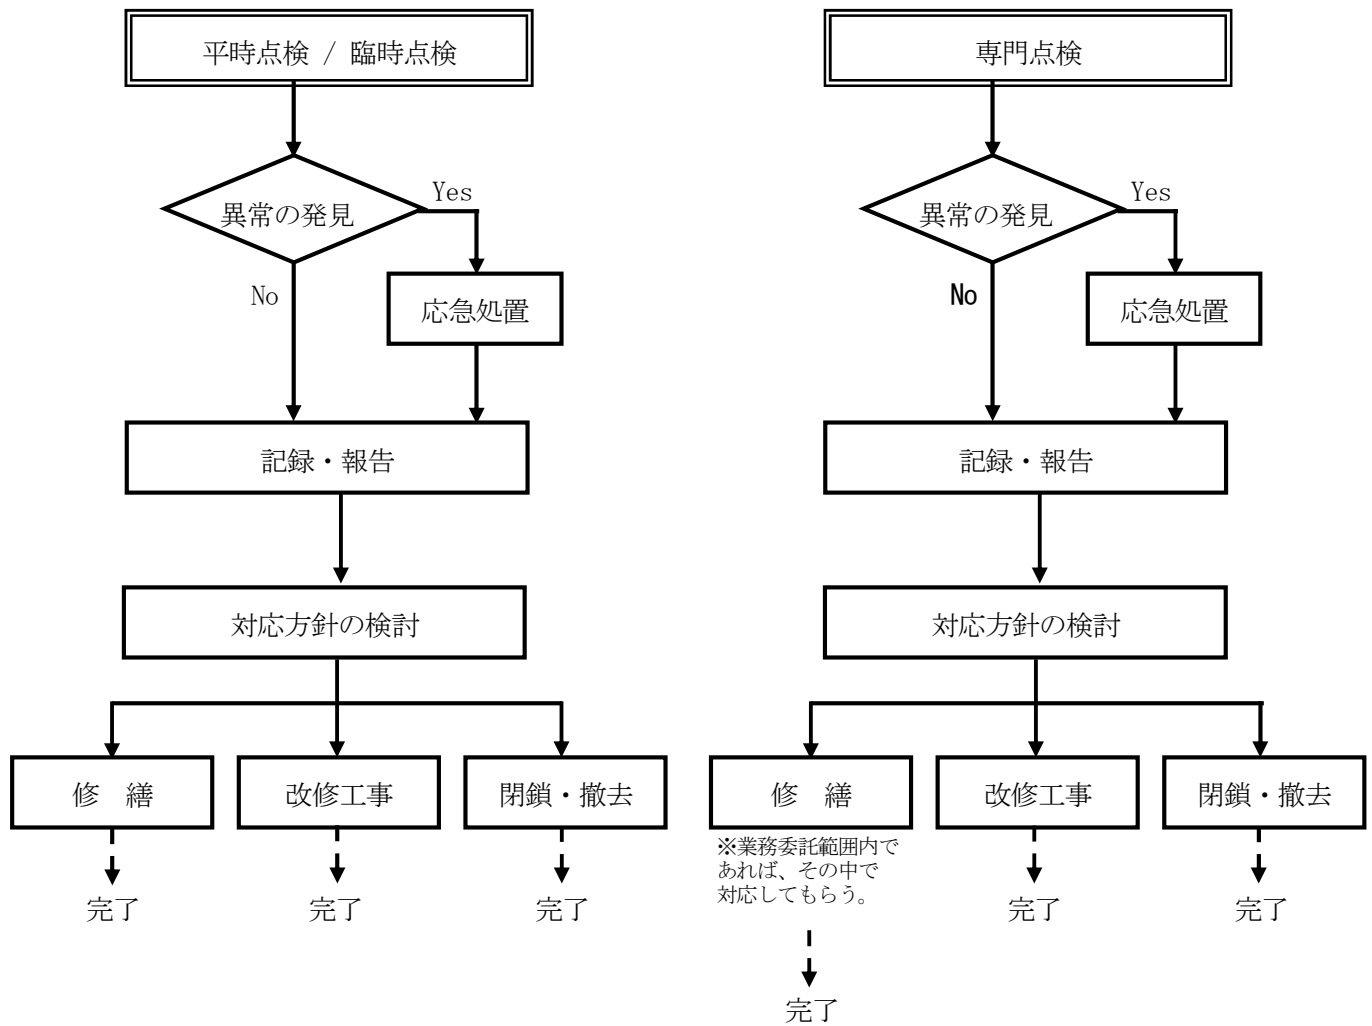 平時点検 / 臨時点検
異常の発見
Yes
No
応急処置
記録・報告
対応方針の検討
修　繕
改修工事
閉鎖・撤去
完了
完了
完了
専門点検
異常の発見
Yes
No
応急処置
記録・報告
対応方針の検討
修　繕
改修工事
閉鎖・撤去
※業務委託範囲内で
あれば、その中で
対応してもらう。
完了
完了
完了